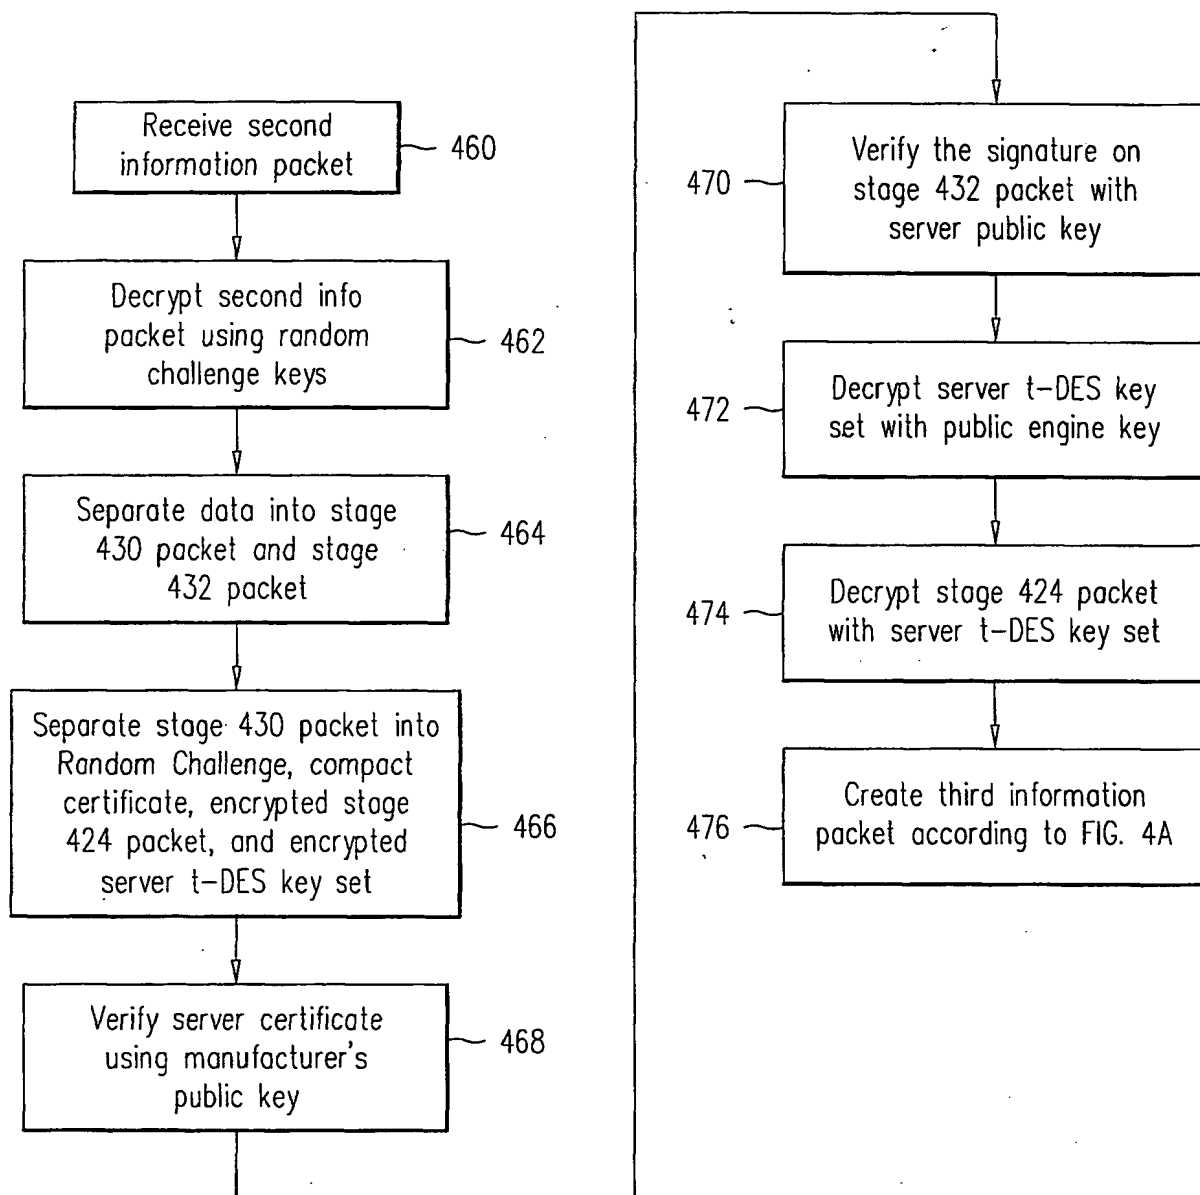 Receive second
information packet
460
Decrypt second info
packet using random
challenge keys
462
Separate data into stage
430 packet and stage
432 packet
464
Separate stage 430 packet into
Random Challenge, compact
certificate, encrypted stage
424 packet, and encrypted
server t-DES key set
466
Verify server certificate
using manufacturer's
public key
468
470
Verify the signature on
stage 432 packet with
server public key
472
Decrypt server t-DES key
set with public engine key
474
Decrypt stage 424 packet
with server t-DES key set
476
Create third information
packet according to FIG. 4A